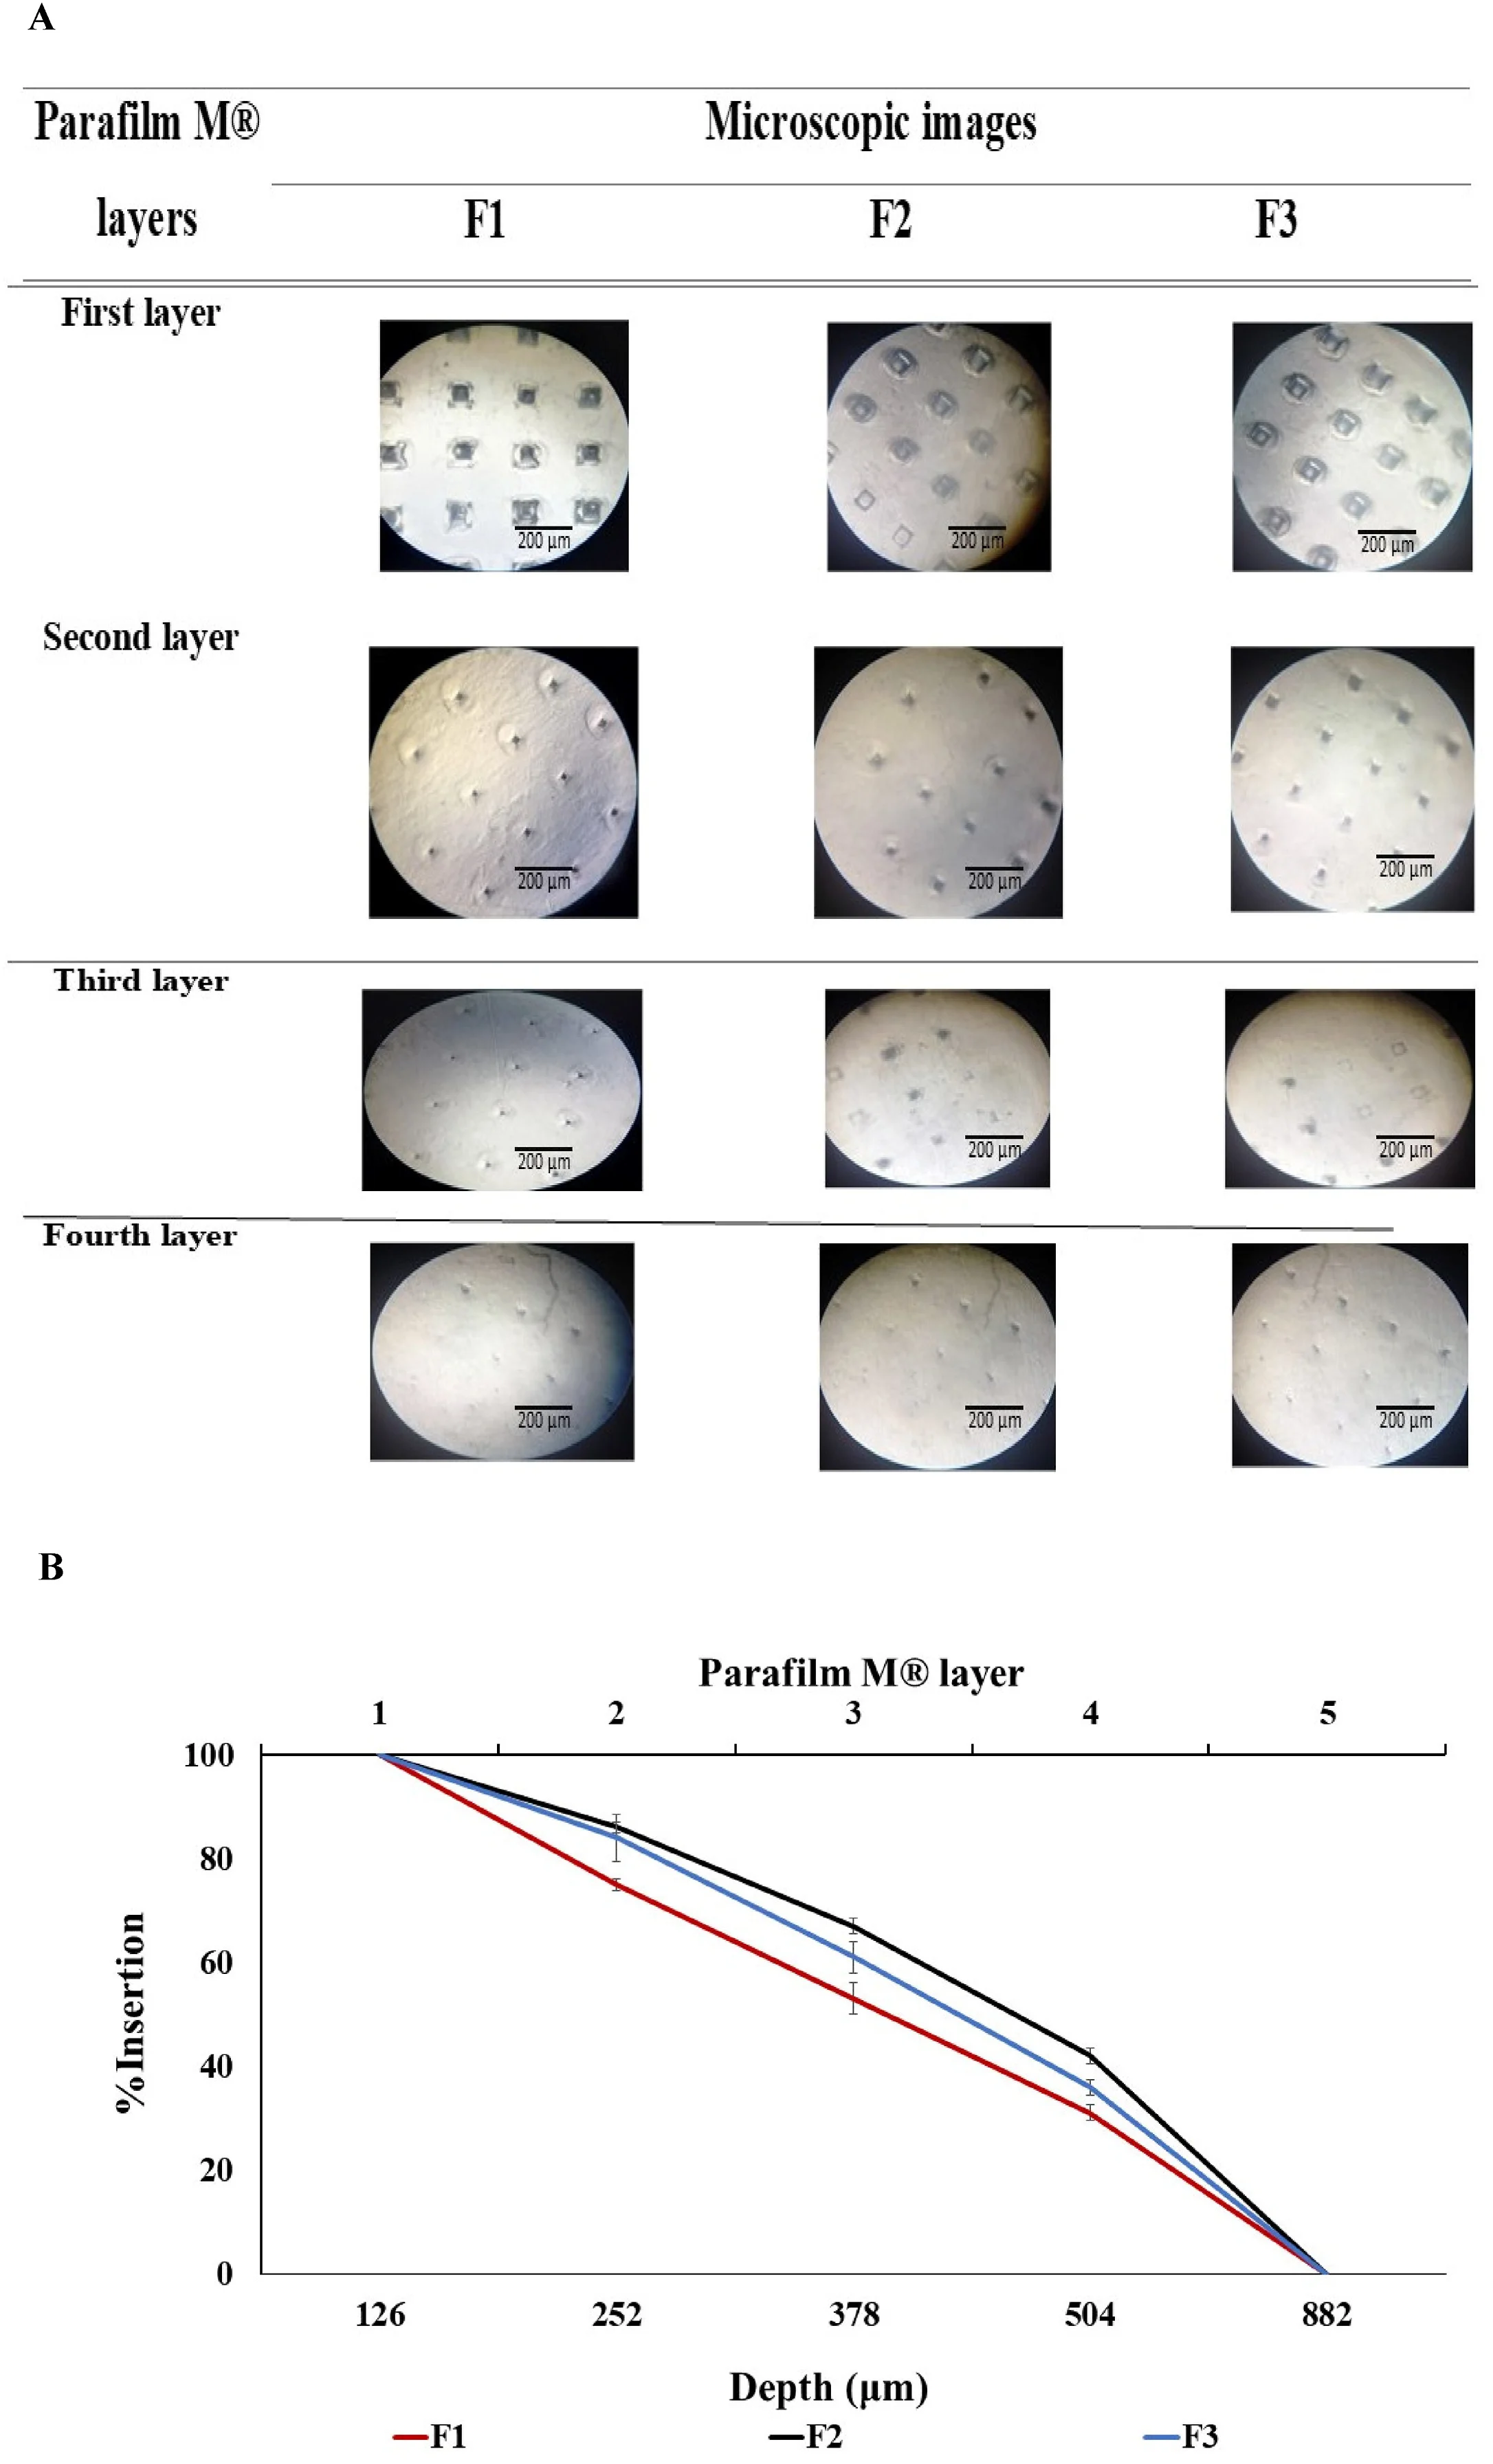 A
Parafilm M®
layers
Microscopic images
F1 F2 F3
First layer
200 µm 200 µm 200 µm
Second layer
200 µm 200 µm 200 µm
Third layer
200 µm 200 µm 200 µm
Fourth layer
200 µm 200 µm 200 µm
B
Parafilm M® layer
1 2 3 4 5
100
80
60
40
20
0
%Insertion
126 252 378 504 882
Depth (µm)
F1 F2 F3